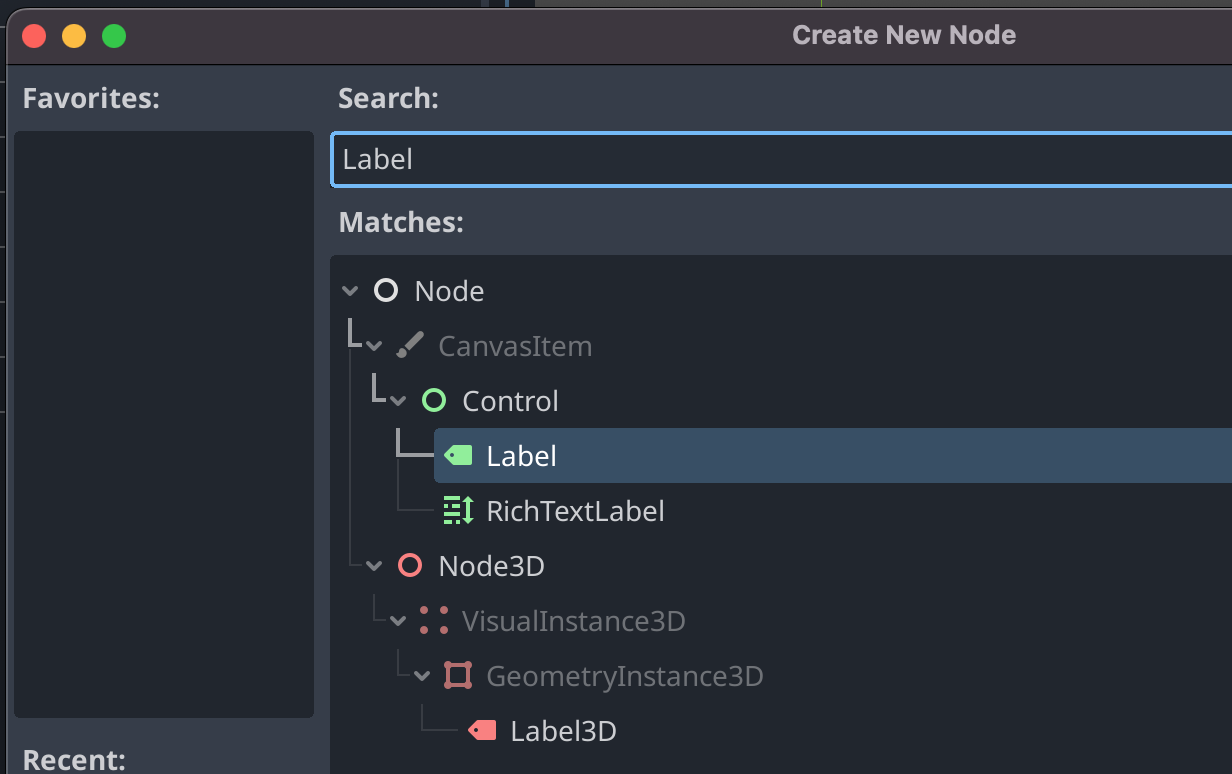 Create New Node
Favorites:
Search:
Label
Matches:
Node
CanvasItem
Control
Label
RichTextLabel
Node3D
VisualInstance3D
GeometryInstance3D
Label3D
Recent: